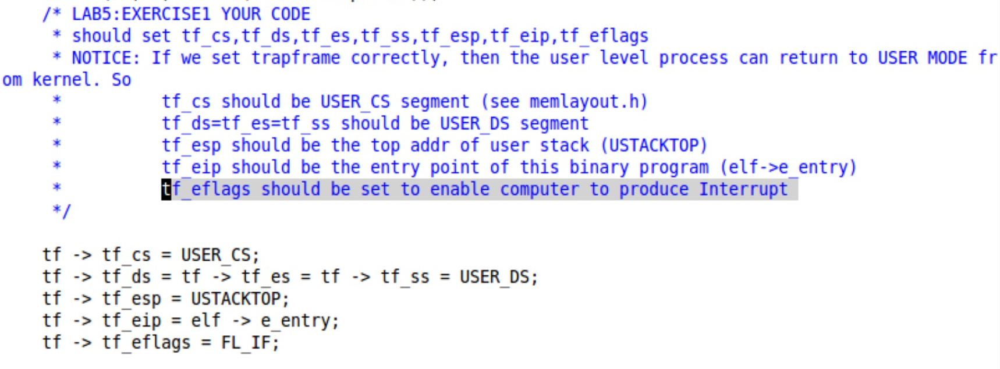 /* LAB5:EXERCISE1 YOUR CODE
* should set tf_cs,tf_ds,tf_es,tf_ss,tf_esp,tf_eip,tf_eflags
* NOTICE: If we set trapframe correctly, then the user level process can return to USER MODE fr
om kernel. So
* tf_cs should be USER_CS segment (see memlayout.h)
* tf_ds=tf_es=tf_ss should be USER_DS segment
* tf_esp should be the top addr of user stack (USTACKTOP)
* tf_eip should be the entry point of this binary program (elf->e_entry)
* tf_eflags should be set to enable computer to produce Interrupt
*/
tf -> tf_cs = USER_CS;
tf -> tf_ds = tf -> tf_es = tf -> tf_ss = USER_DS;
tf -> tf_esp = USTACKTOP;
tf -> tf_eip = elf -> e_entry;
tf -> tf_eflags = FL_IF;